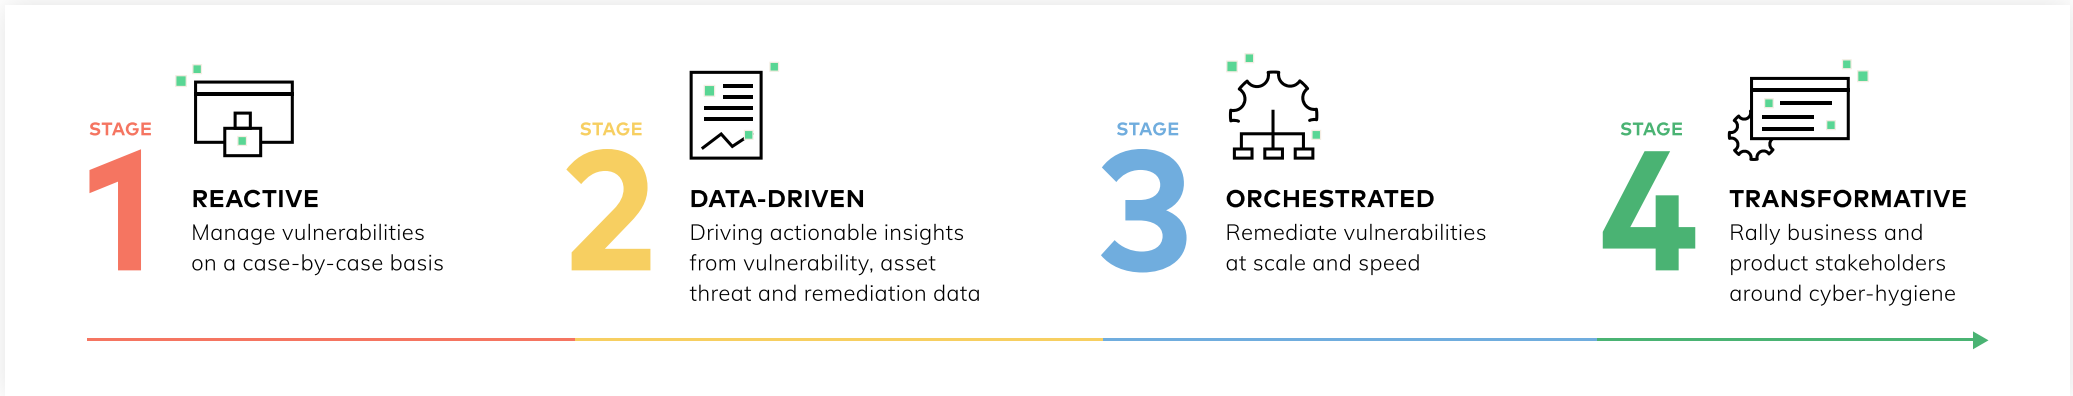 STAGE
1
REACTIVE
Manage vulnerabilities
on a case-by-case basis
STAGE
2
DATA-DRIVEN
Driving actionable insights
from vulnerability, asset
threat and remediation data
STAGE
3
ORCHESTRATED
Remediate vulnerabilities
at scale and speed
STAGE
4
TRANSFORMATIVE
Rally business and
product stakeholders
around cyber-hygiene